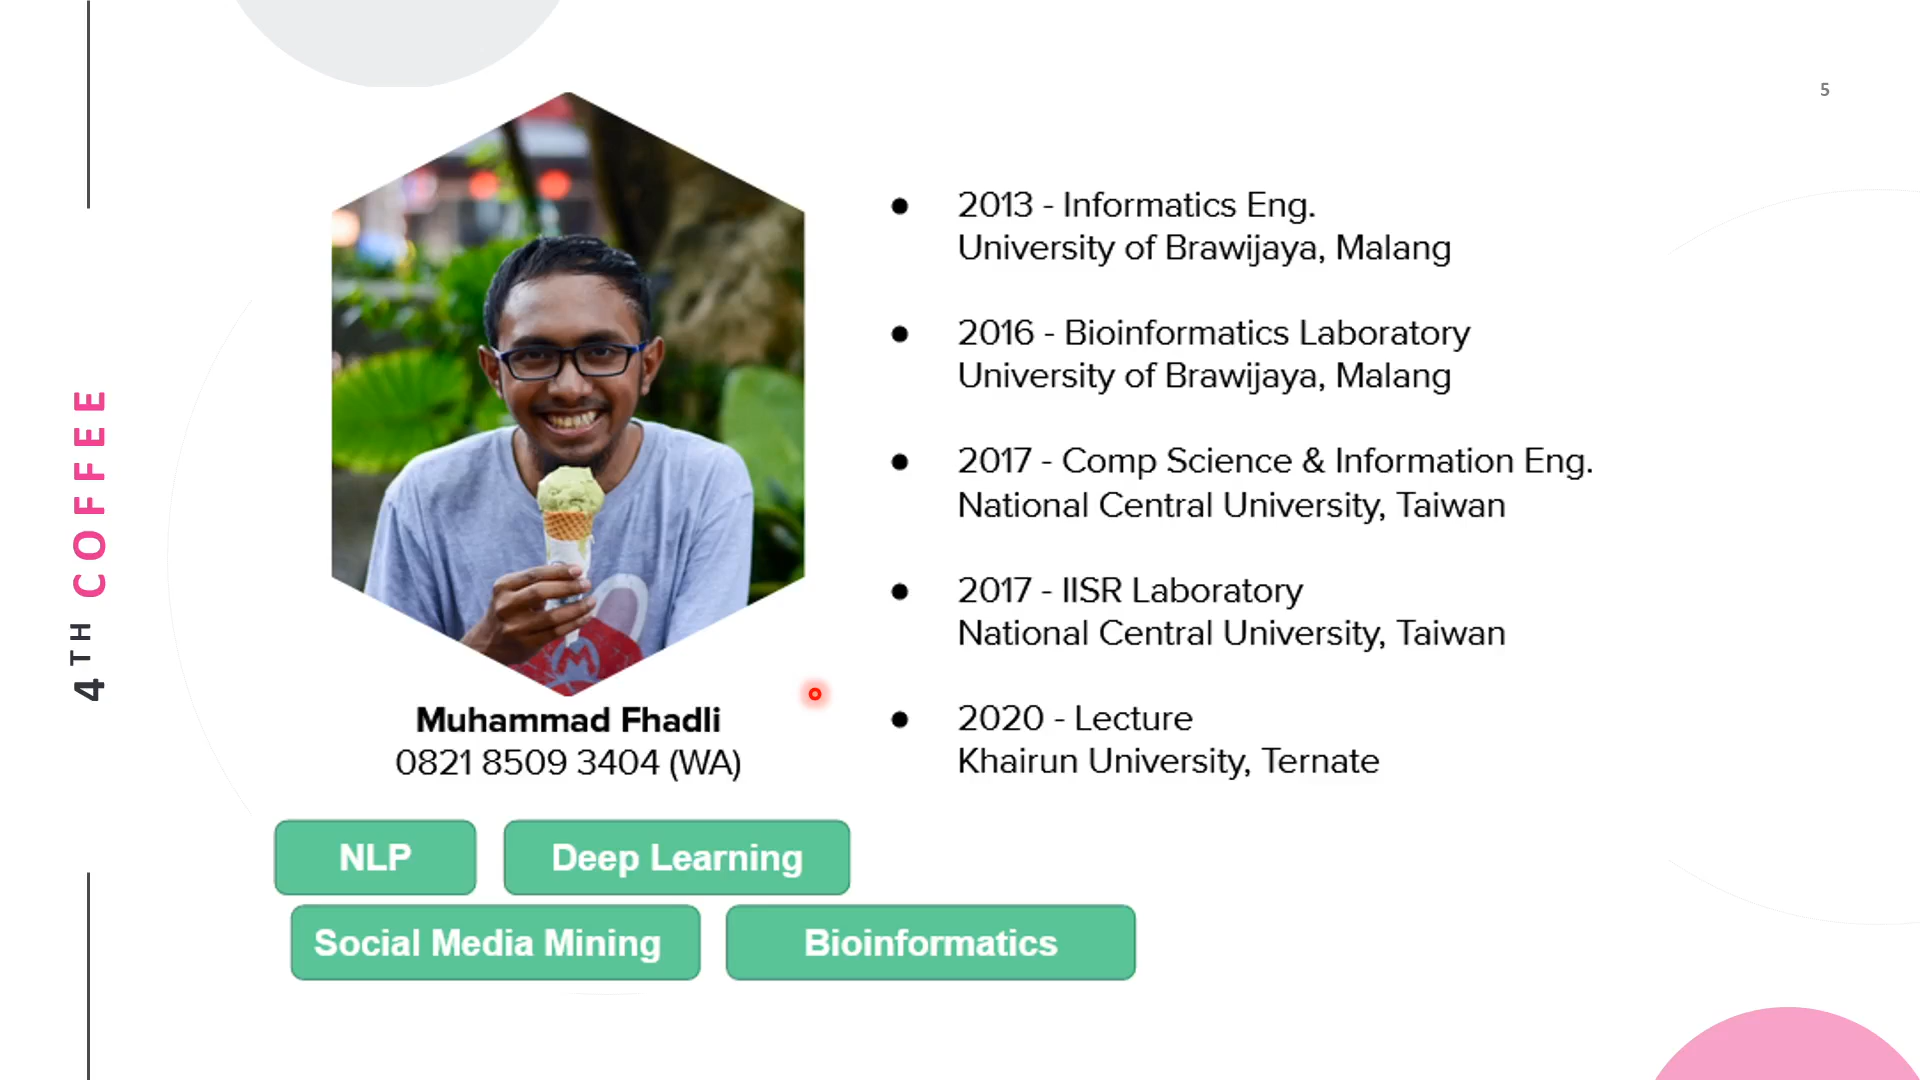 5
4TH COFFEE
2013 - Informatics Eng.
University of Brawijaya, Malang
2016 - Bioinformatics Laboratory
University of Brawijaya, Malang
2017 - Comp Science & Information Eng.
National Central University, Taiwan
2017 - IISR Laboratory
National Central University, Taiwan
2020 - Lecture
Khairun University, Ternate
M
Muhammad Fhadli
0821 8509 3404 (WA)
NLP
Deep Learning
Social Media Mining
Bioinformatics